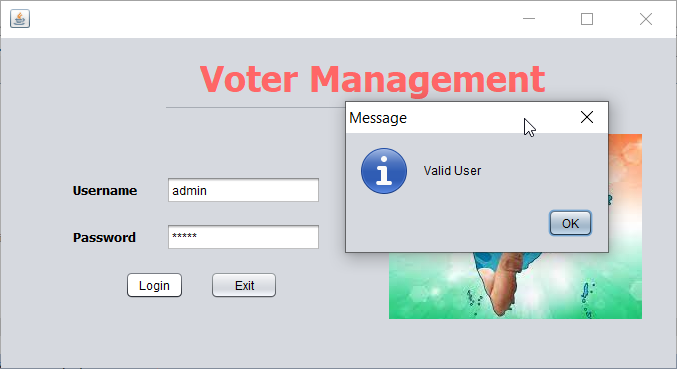 Voter Management
Message
Valid User
OK
Username admin
Password *****
Login Exit